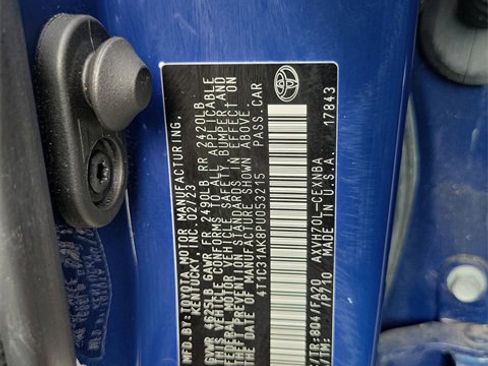 MFD.BY:TOYOTA MOTOR MANUFACTURING,
KENTUCKY, INC. 02/23
GVWR 4625LB GAWR FR 2490LB RR 2420LB
THIS VEHICLE CONFORMS TO ALL APPLICABLE
FEDERAL MOTOR VEHICLE SAFETY, BUMPER AND
THEFT PREVENTION STANDARDS IN EFFECT ON
THE DATE OF MANUFACTURE SHOWN ABOVE.
4T1C31AK8PU053215 PASS.CAR
C/TR:8Q4/FA20 AXVH70L-CEXNBA
/TM: /P710 MADE IN U.S.A. 17843